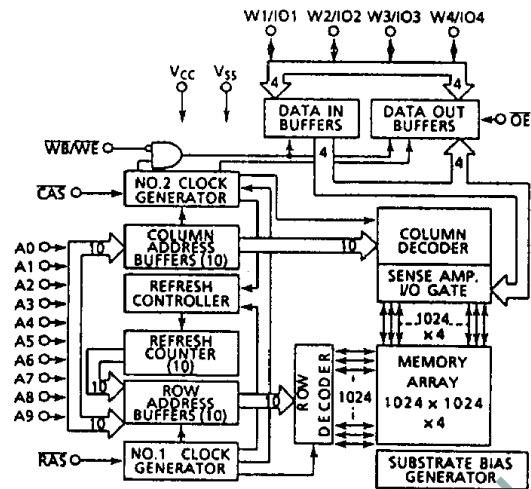 W1/IO1 W2/IO2 W3/IO3 W4/IO4
VCC VSS
4 4
DATA IN BUFFERS
DATA OUT BUFFERS
OE
WB/WE
4 4
CAS
NO.2 CLOCK GENERATOR
A0
A1
A2
A3
A4
A5
A6
A7
A8
A9
10
COLUMN ADDRESS BUFFERS (10)
10
COLUMN DECODER
SENSE AMP. I/O GATE
REFRESH CONTROLLER
REFRESH COUNTER (10)
10
10
ROW ADDRESS BUFFERS (10)
10
ROW DECODER
1024
1024 ×4
MEMORY ARRAY 1024 × 1024 ×4
RAS
NO.1 CLOCK GENERATOR
SUBSTRATE BIAS GENERATOR